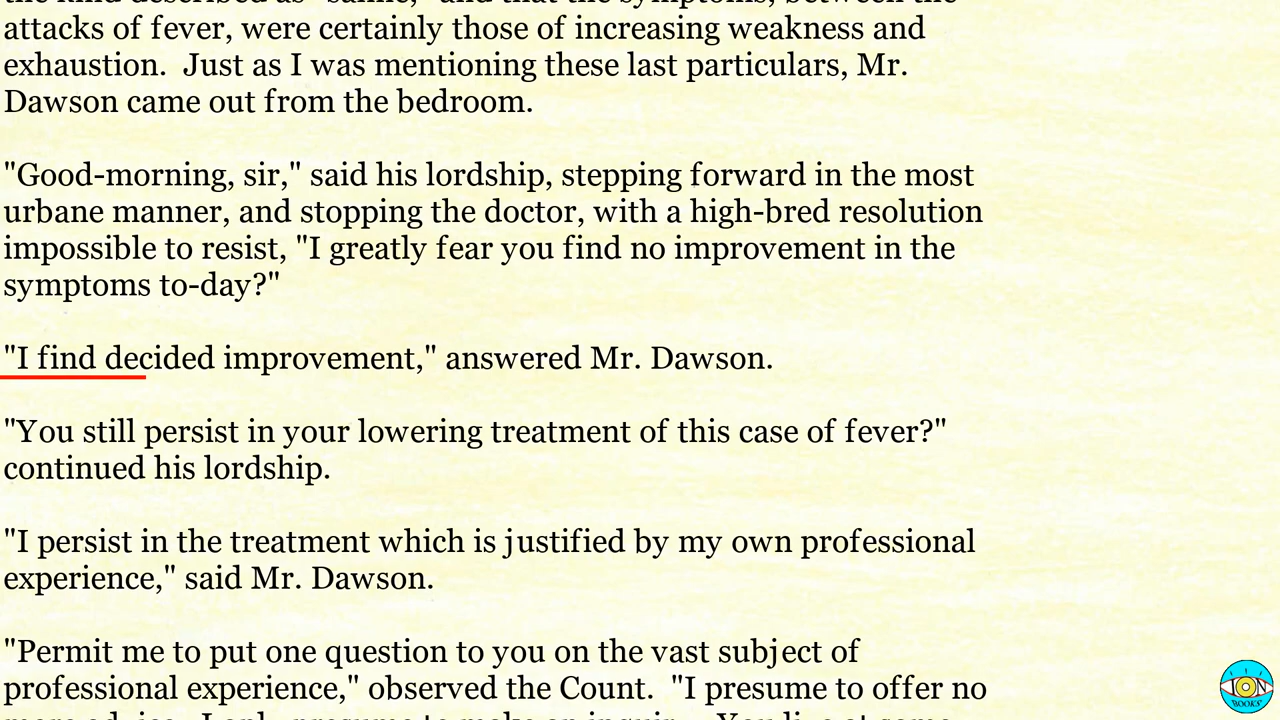 attacks of fever, were certainly those of increasing weakness and
exhaustion.  Just as I was mentioning these last particulars, Mr.
Dawson came out from the bedroom.
"Good-morning, sir," said his lordship, stepping forward in the most
urbane manner, and stopping the doctor, with a high-bred resolution
impossible to resist, "I greatly fear you find no improvement in the
symptoms to-day?"
"I find decided improvement," answered Mr. Dawson.
"You still persist in your lowering treatment of this case of fever?"
continued his lordship.
"I persist in the treatment which is justified by my own professional
experience," said Mr. Dawson.
"Permit me to put one question to you on the vast subject of
professional experience," observed the Count.  "I presume to offer no
ION
BOOKS